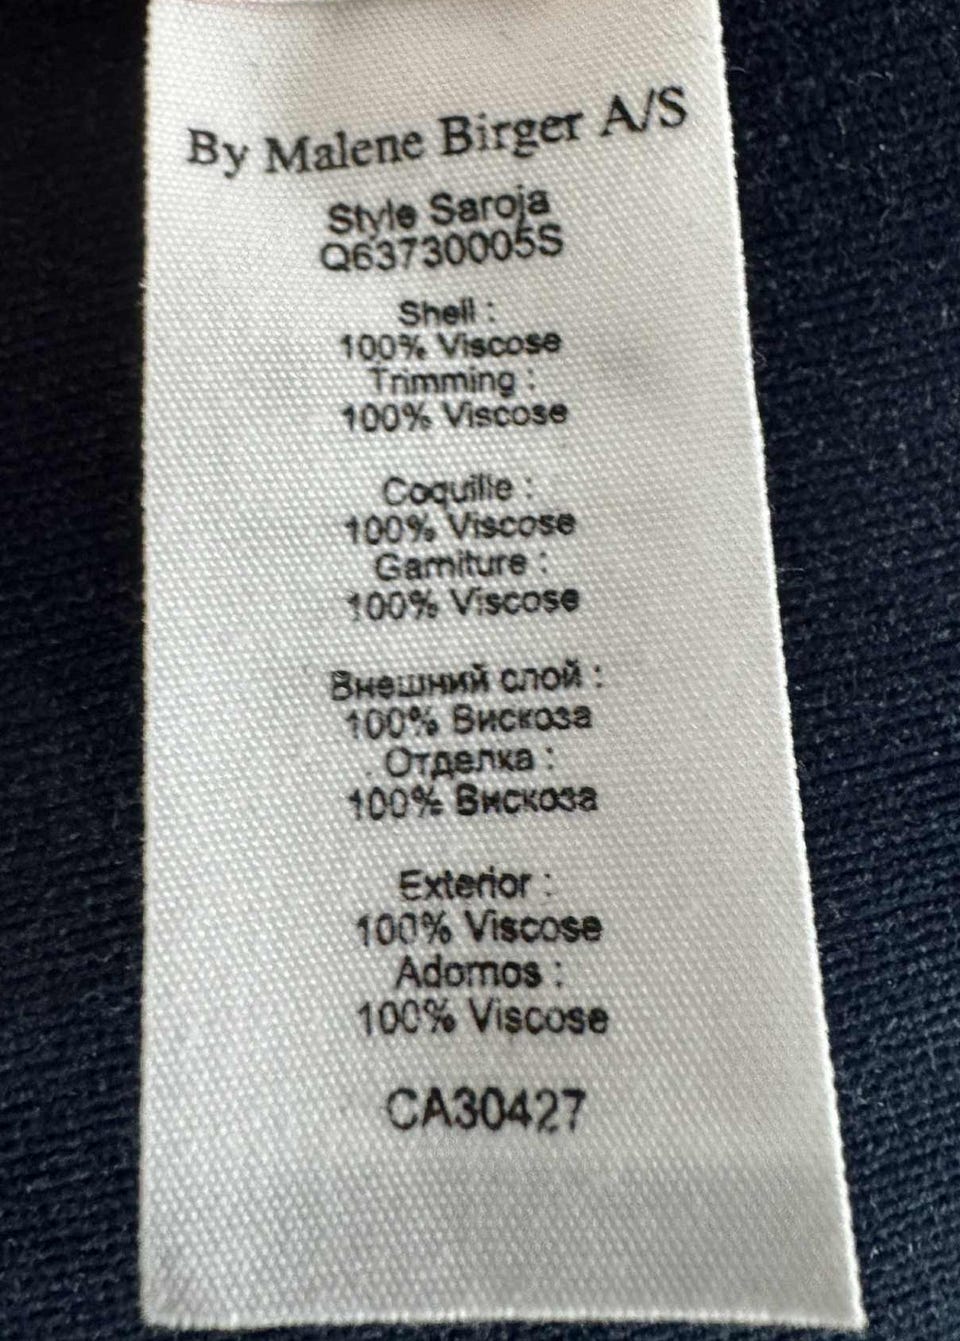 By Malene Birger A/S
Style Saroja
Q63730005S
Shell :
100% Viscose
Trimming :
100% Viscose
Coquille :
100% Viscose
Garniture :
100% Viscose
Внешний слой :
100% Вискоза
Отделка :
100% Вискоза
Exterior :
100% Viscose
Adornos :
100% Viscose
CA30427